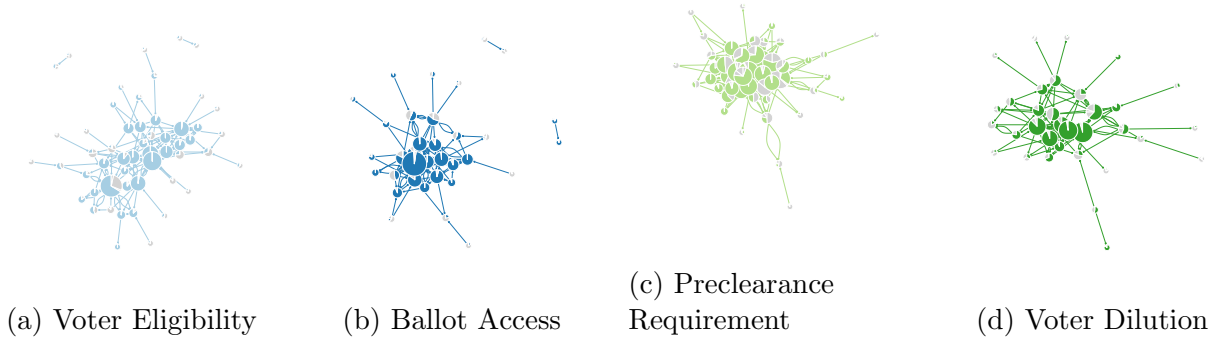 (a) Voter Eligibility
(b) Ballot Access
(c) Preclearance
Requirement
(d) Voter Dilution